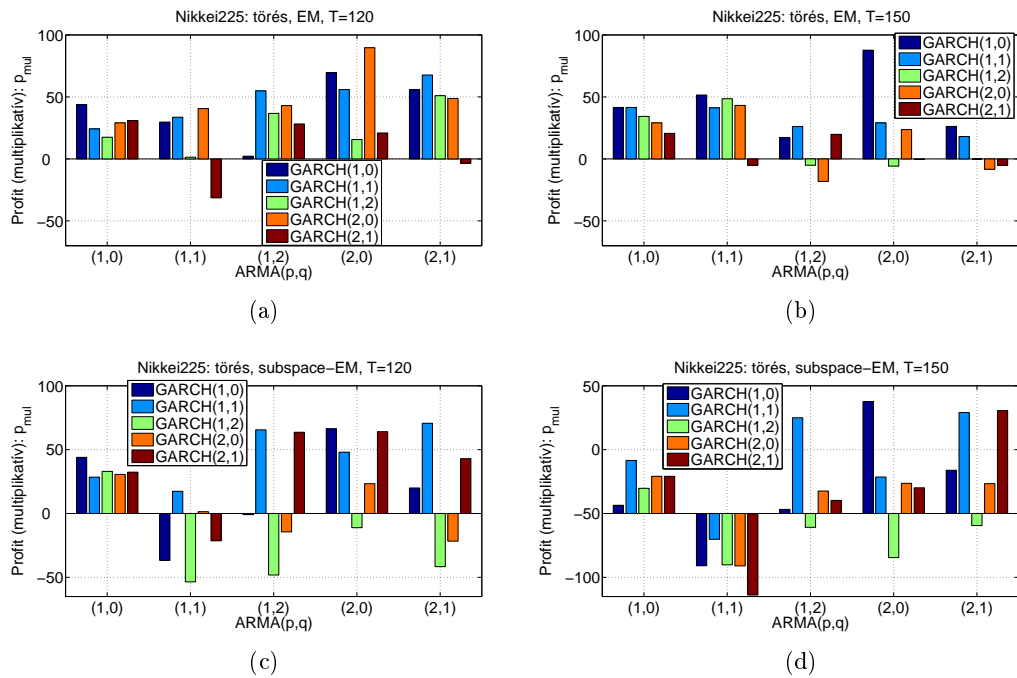 Nikkei225: törés, EM, T=120
Profit (multiplikatív): p_mul
100
50
0
−50
GARCH(1,0)
GARCH(1,1)
GARCH(1,2)
GARCH(2,0)
GARCH(2,1)
(1,0) (1,1) (1,2) (2,0) (2,1)
ARMA(p,q)
(a)
Nikkei225: törés, EM, T=150
Profit (multiplikatív): p_mul
100
50
0
−50
GARCH(1,0)
GARCH(1,1)
GARCH(1,2)
GARCH(2,0)
GARCH(2,1)
(1,0) (1,1) (1,2) (2,0) (2,1)
ARMA(p,q)
(b)
Nikkei225: törés, subspace−EM, T=120
Profit (multiplikatív): p_mul
100
50
0
−50
GARCH(1,0)
GARCH(1,1)
GARCH(1,2)
GARCH(2,0)
GARCH(2,1)
(1,0) (1,1) (1,2) (2,0) (2,1)
ARMA(p,q)
(c)
Nikkei225: törés, subspace−EM, T=150
Profit (multiplikatív): p_mul
50
0
−50
−100
GARCH(1,0)
GARCH(1,1)
GARCH(1,2)
GARCH(2,0)
GARCH(2,1)
(1,0) (1,1) (1,2) (2,0) (2,1)
ARMA(p,q)
(d)